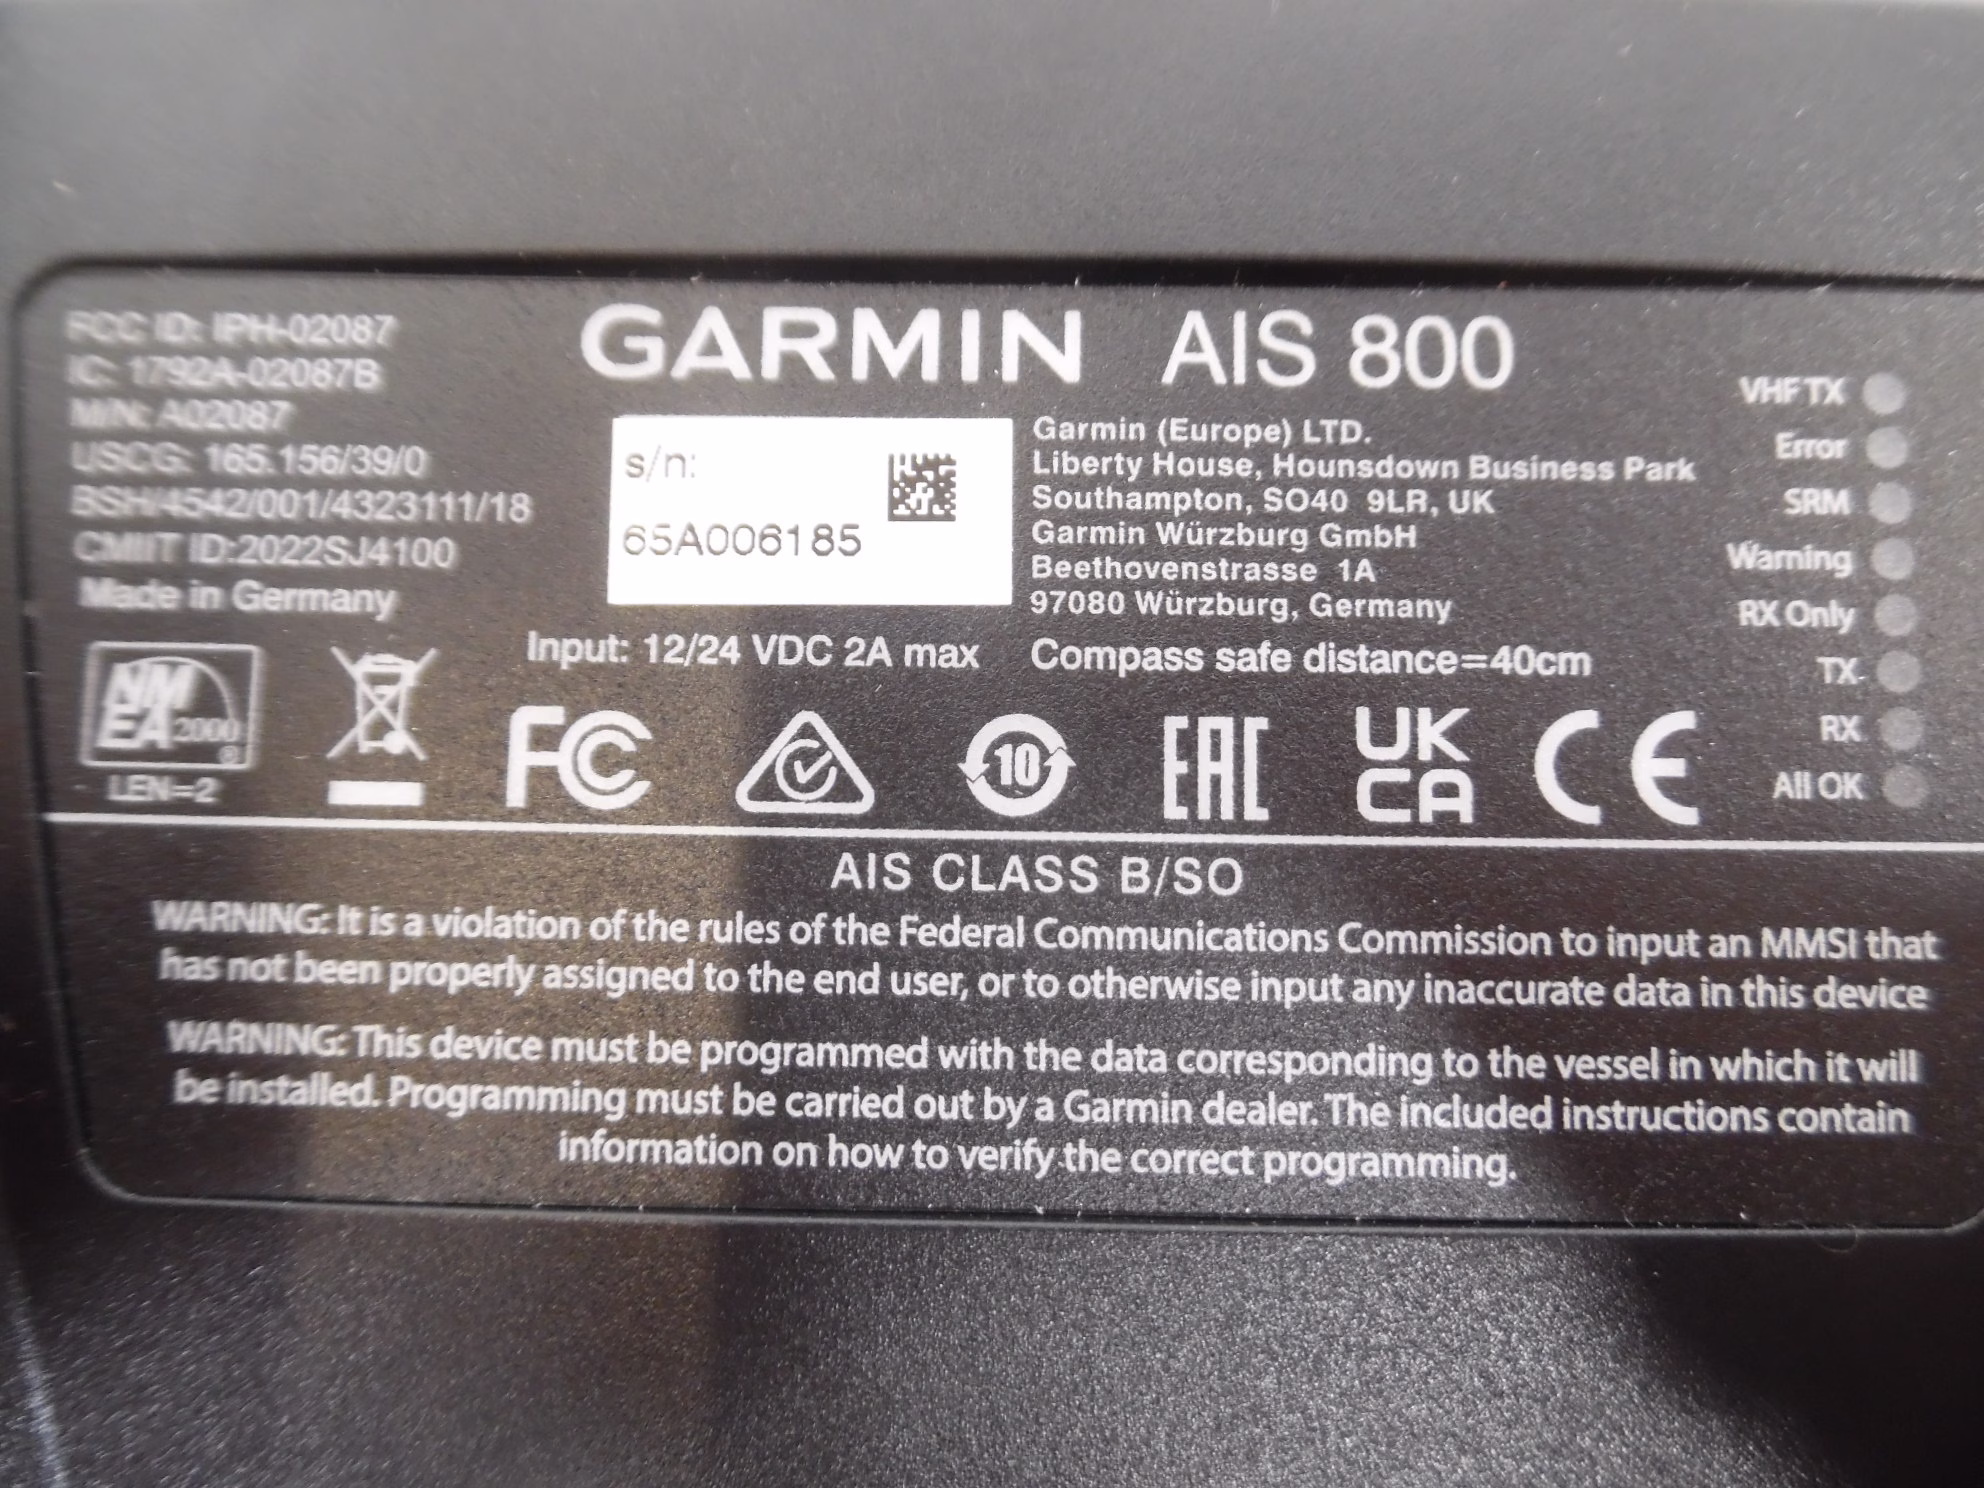 FCC ID: IPH-02087
IC: 1792A-02087B
M/N: A02087
USCG: 165.156/39/0
BSH/4542/001/4323111/18
CMIIT ID:2022SJ4100
Made in Germany
NM
EA 2000
®
LEN=2
GARMIN AIS 800
s/n:
65A006185
Garmin (Europe) LTD.
Liberty House, Hounsdown Business Park
Southampton, SO40 9LR, UK
Garmin Würzburg GmbH
Beethovenstrasse 1A
97080 Würzburg, Germany
Input: 12/24 VDC 2A max
Compass safe distance=40cm
FC
10
EAC
UK
CA
CE
VHF TX
Error
SRM
Warning
RX Only
TX
RX
All OK
AIS CLASS B/SO
WARNING: It is a violation of the rules of the Federal Communications Commission to input an MMSI that
has not been properly assigned to the end user, or to otherwise input any inaccurate data in this device
WARNING: This device must be programmed with the data corresponding to the vessel in which it will
be installed. Programming must be carried out by a Garmin dealer. The included instructions contain
information on how to verify the correct programming.